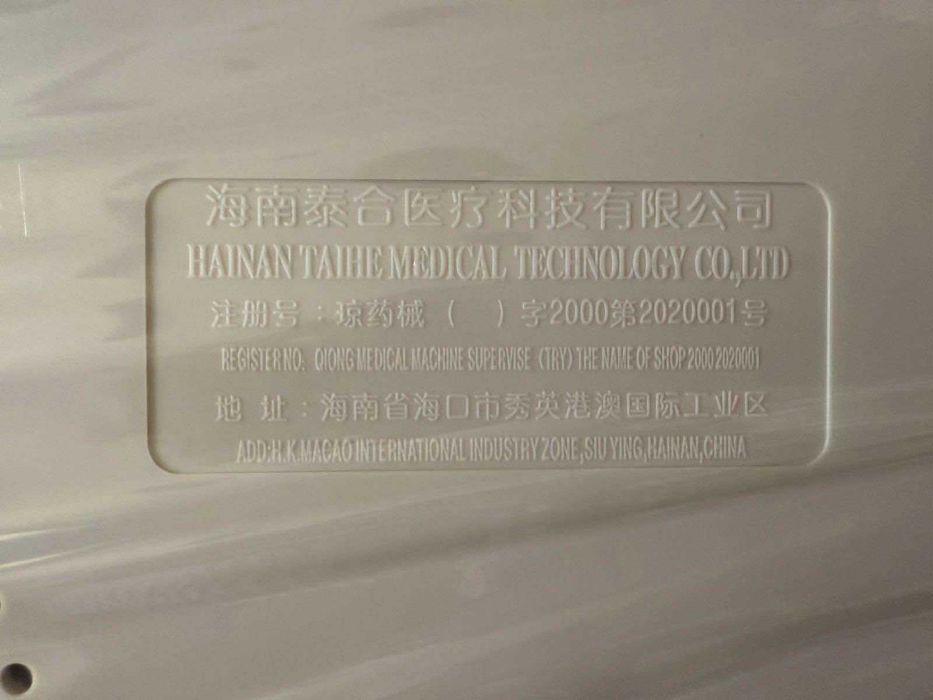 海南泰合医疗科技有限公司
HAINAN TAIHE MEDICAL TECHNOLOGY CO.,LTD
注册号：琼药械（  ）字2000第2020001号
REGISTER NO: QIONG MEDICAL MACHINE SUPERVISE (TRY) THE NAME OF SHOP 2000 2020001
地 址：海南省海口市秀英港澳国际工业区
ADD:H.K.MACAO INTERNATIONAL INDUSTRY ZONE,SIU YING,HAINAN,CHINA